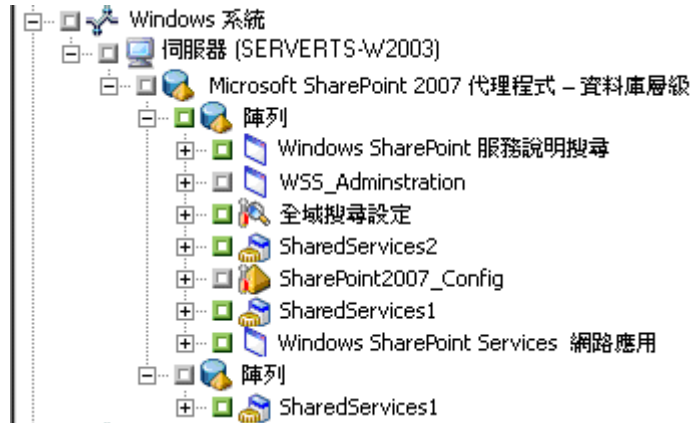 Windows 系統
伺服器 (SERVERTS-W2003)
Microsoft SharePoint 2007 代理程式 – 資料庫層級
陣列
Windows SharePoint 服務說明搜尋
WSS_Adminstration
全域搜尋設定
SharedServices2
SharePoint2007_Config
SharedServices1
Windows SharePoint Services 網路應用
陣列
SharedServices1